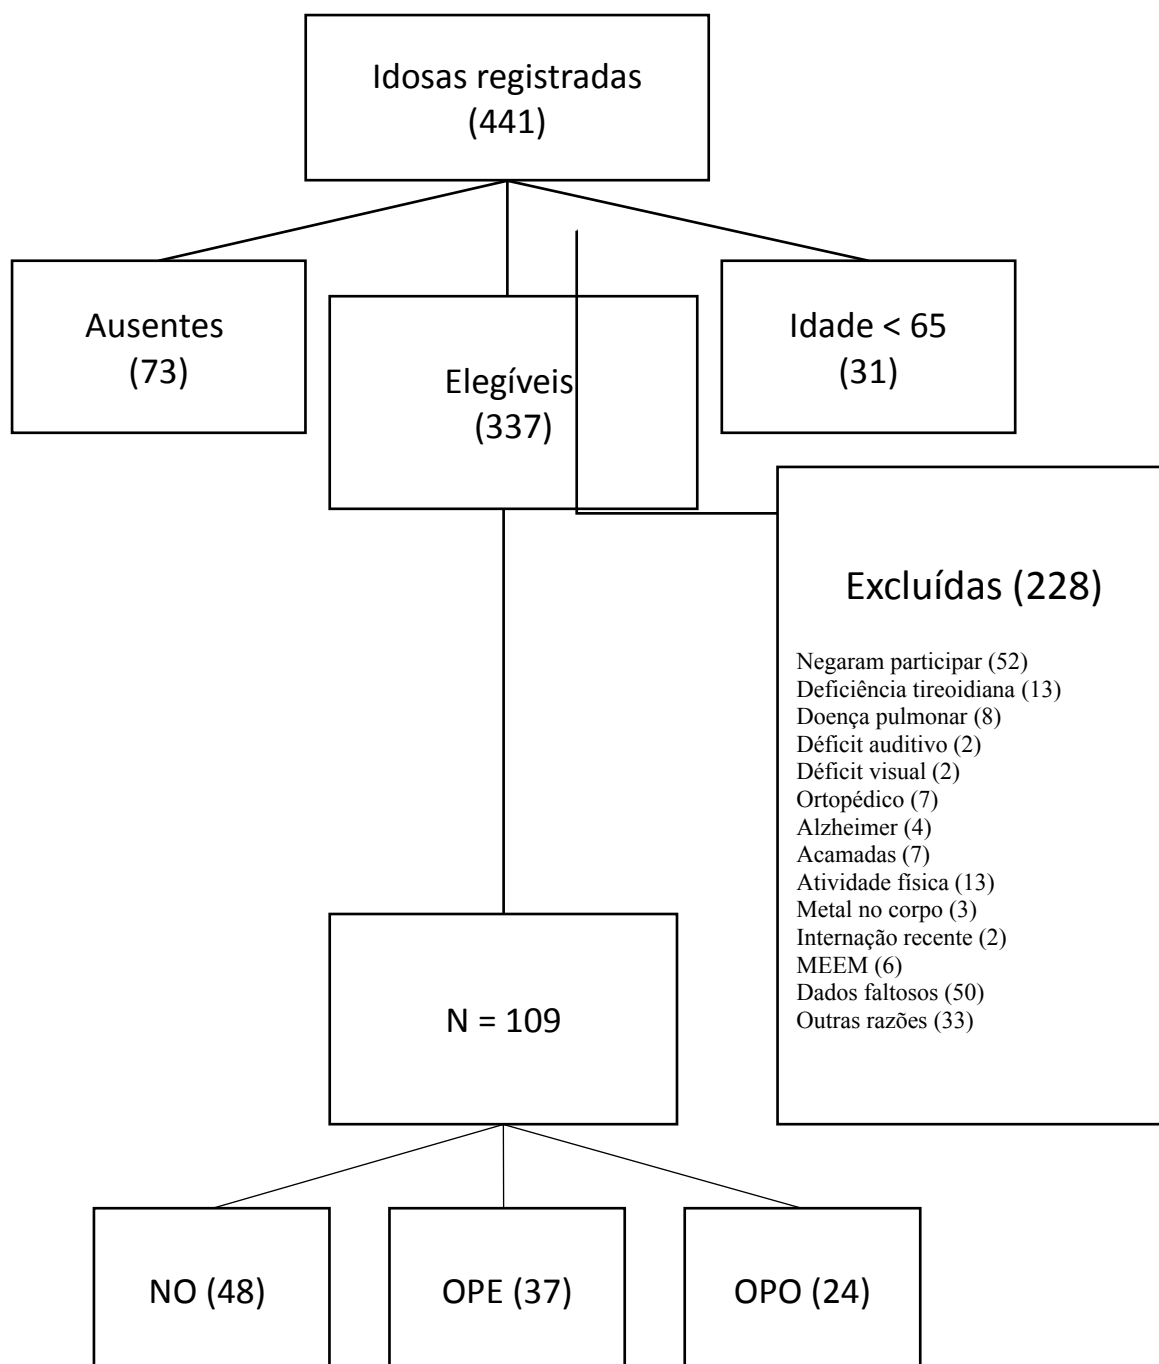 Idosas registradas
(441)
Ausentes
(73)
Elegíveis
(337)
Idade < 65
(31)
Excluídas (228)
Negaram participar (52)
Deficiência tireoidiana (13)
Doença pulmonar (8)
Déficit auditivo (2)
Déficit visual (2)
Ortopédico (7)
Alzheimer (4)
Acamadas (7)
Atividade física (13)
Metal no corpo (3)
Internação recente (2)
MEEM (6)
Dados faltosos (50)
Outras razões (33)
N = 109
NO (48)
OPE (37)
OPO (24)